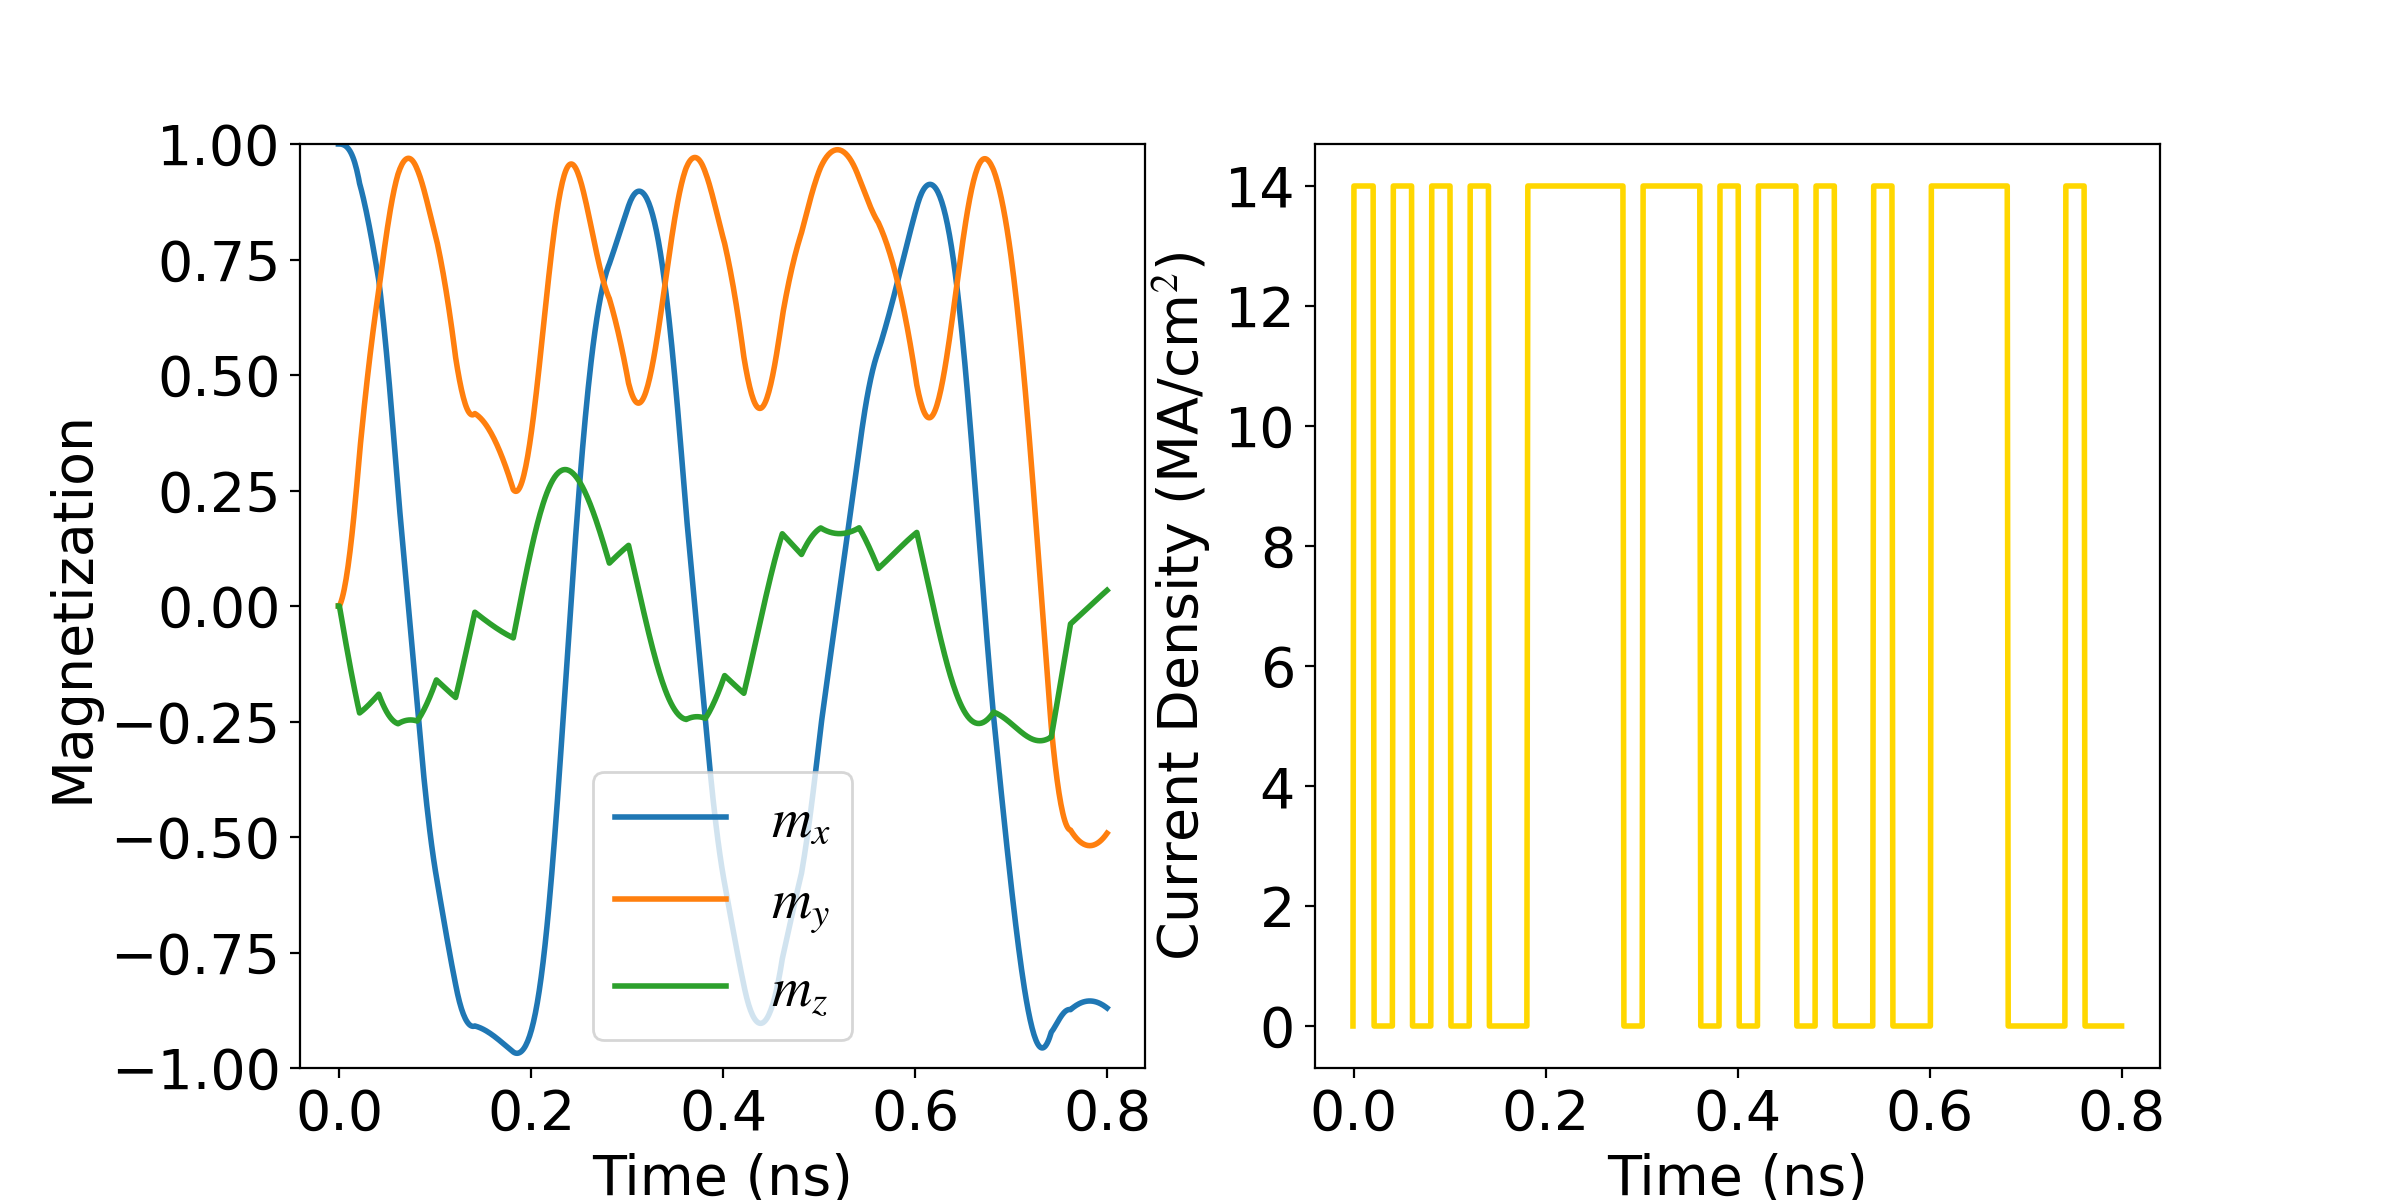 Magnetization
1.00
0.75
0.50
0.25
0.00
−0.25
−0.50
−0.75
−1.00
0.0 0.2 0.4 0.6 0.8
Time (ns)
m_x
m_y
m_z
Current Density (MA/cm²)
14
12
10
8
6
4
2
0
0.0 0.2 0.4 0.6 0.8
Time (ns)